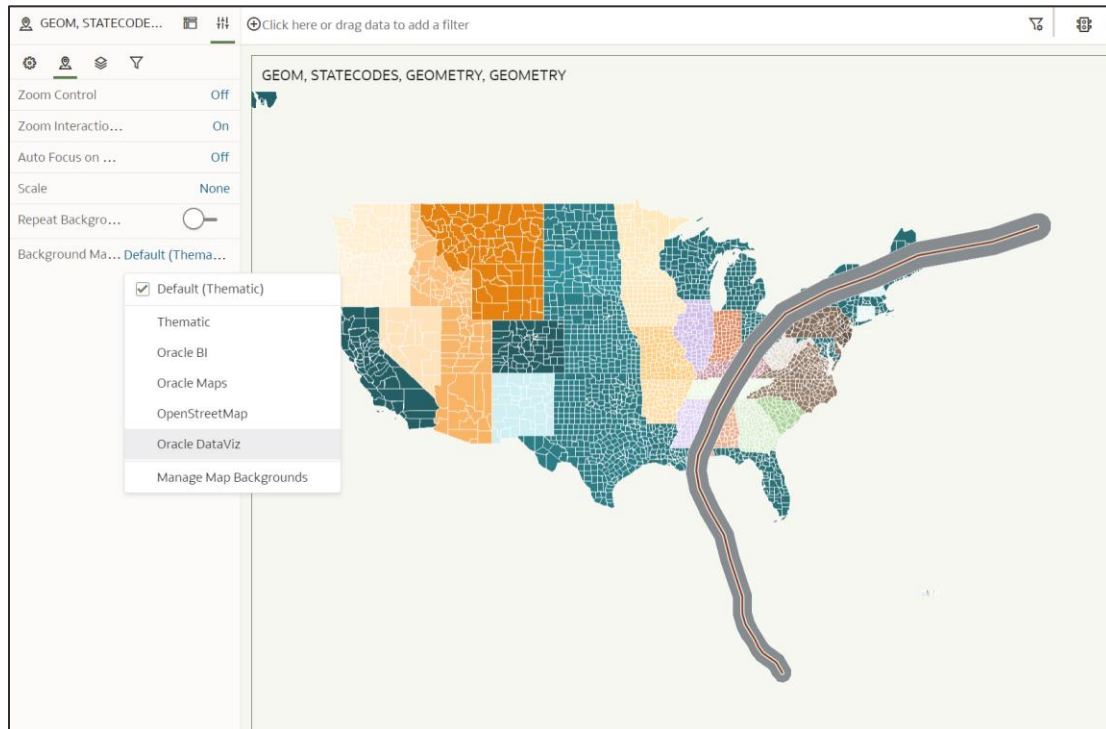 GEOM, STATECODE...
Click here or drag data to add a filter
GEOM, STATECODES, GEOMETRY, GEOMETRY
Zoom Control Off
Zoom Interactio... On
Auto Focus on ... Off
Scale None
Repeat Backgro...
Background Ma... Default (Thema...
Default (Thematic)
Thematic
Oracle BI
Oracle Maps
OpenStreetMap
Oracle DataViz
Manage Map Backgrounds